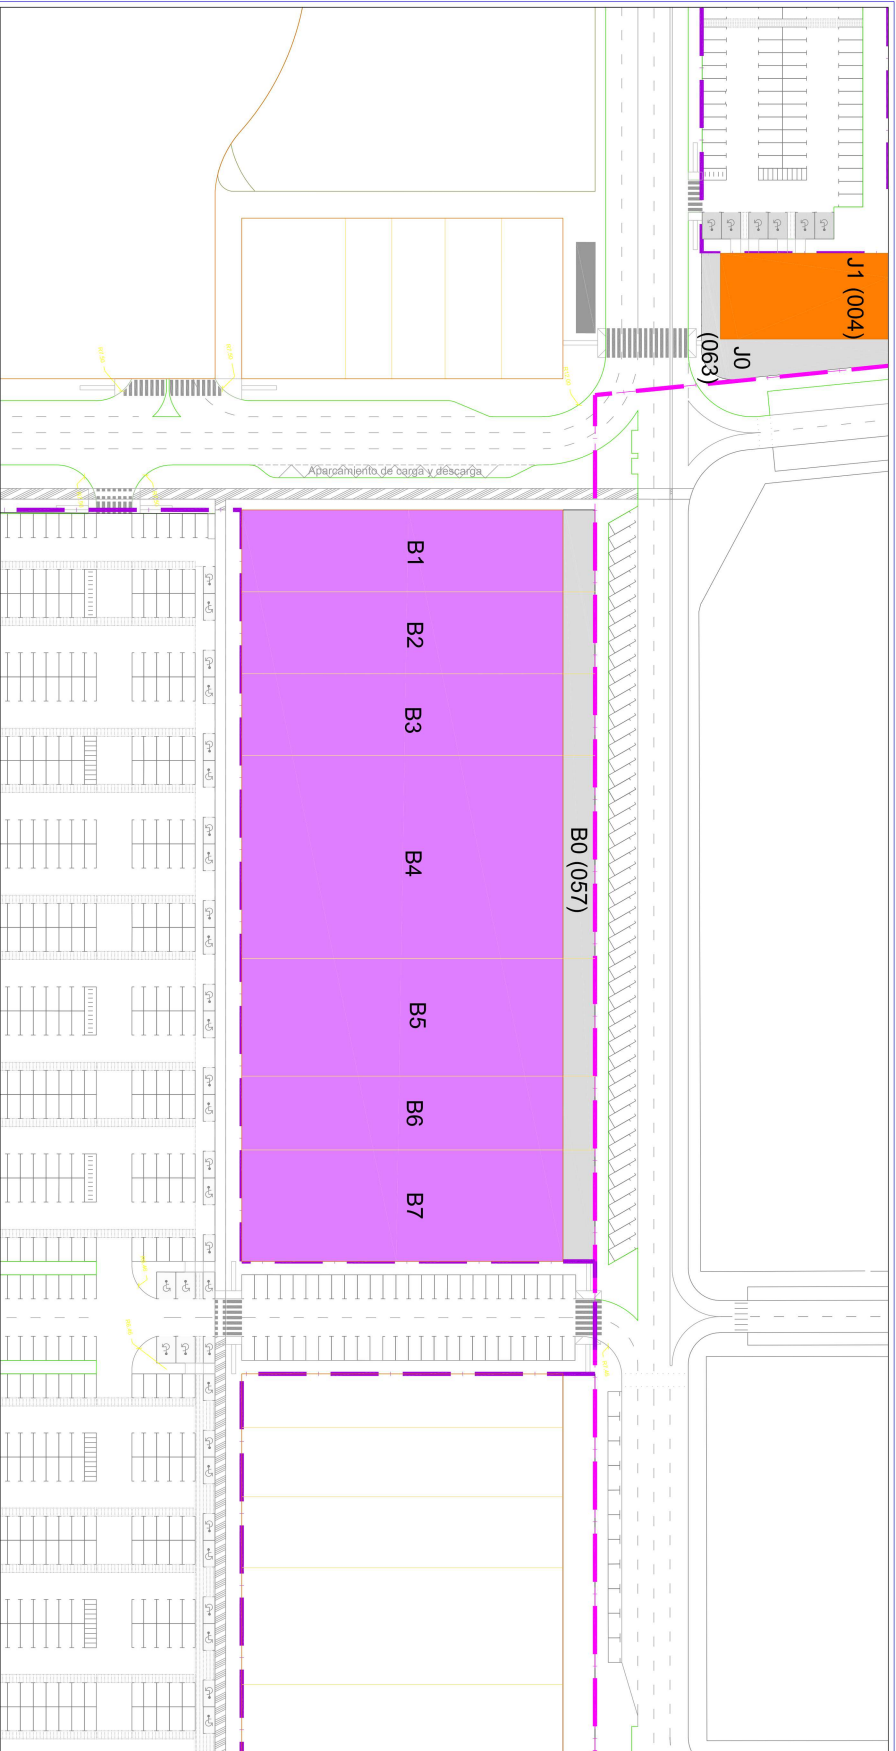 J1 (004)
J0
(063)
Aparcamiento de carga y descarga
B1
B2
B3
B4
B0 (057)
B5
B6
B7